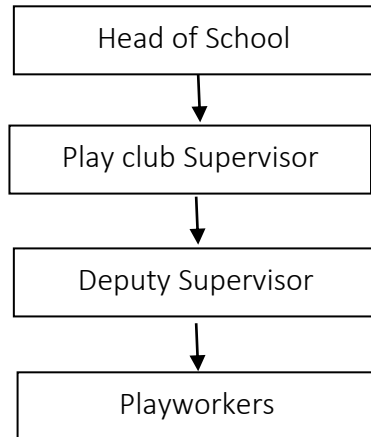 Head of School
Play club Supervisor
Deputy Supervisor
Playworkers